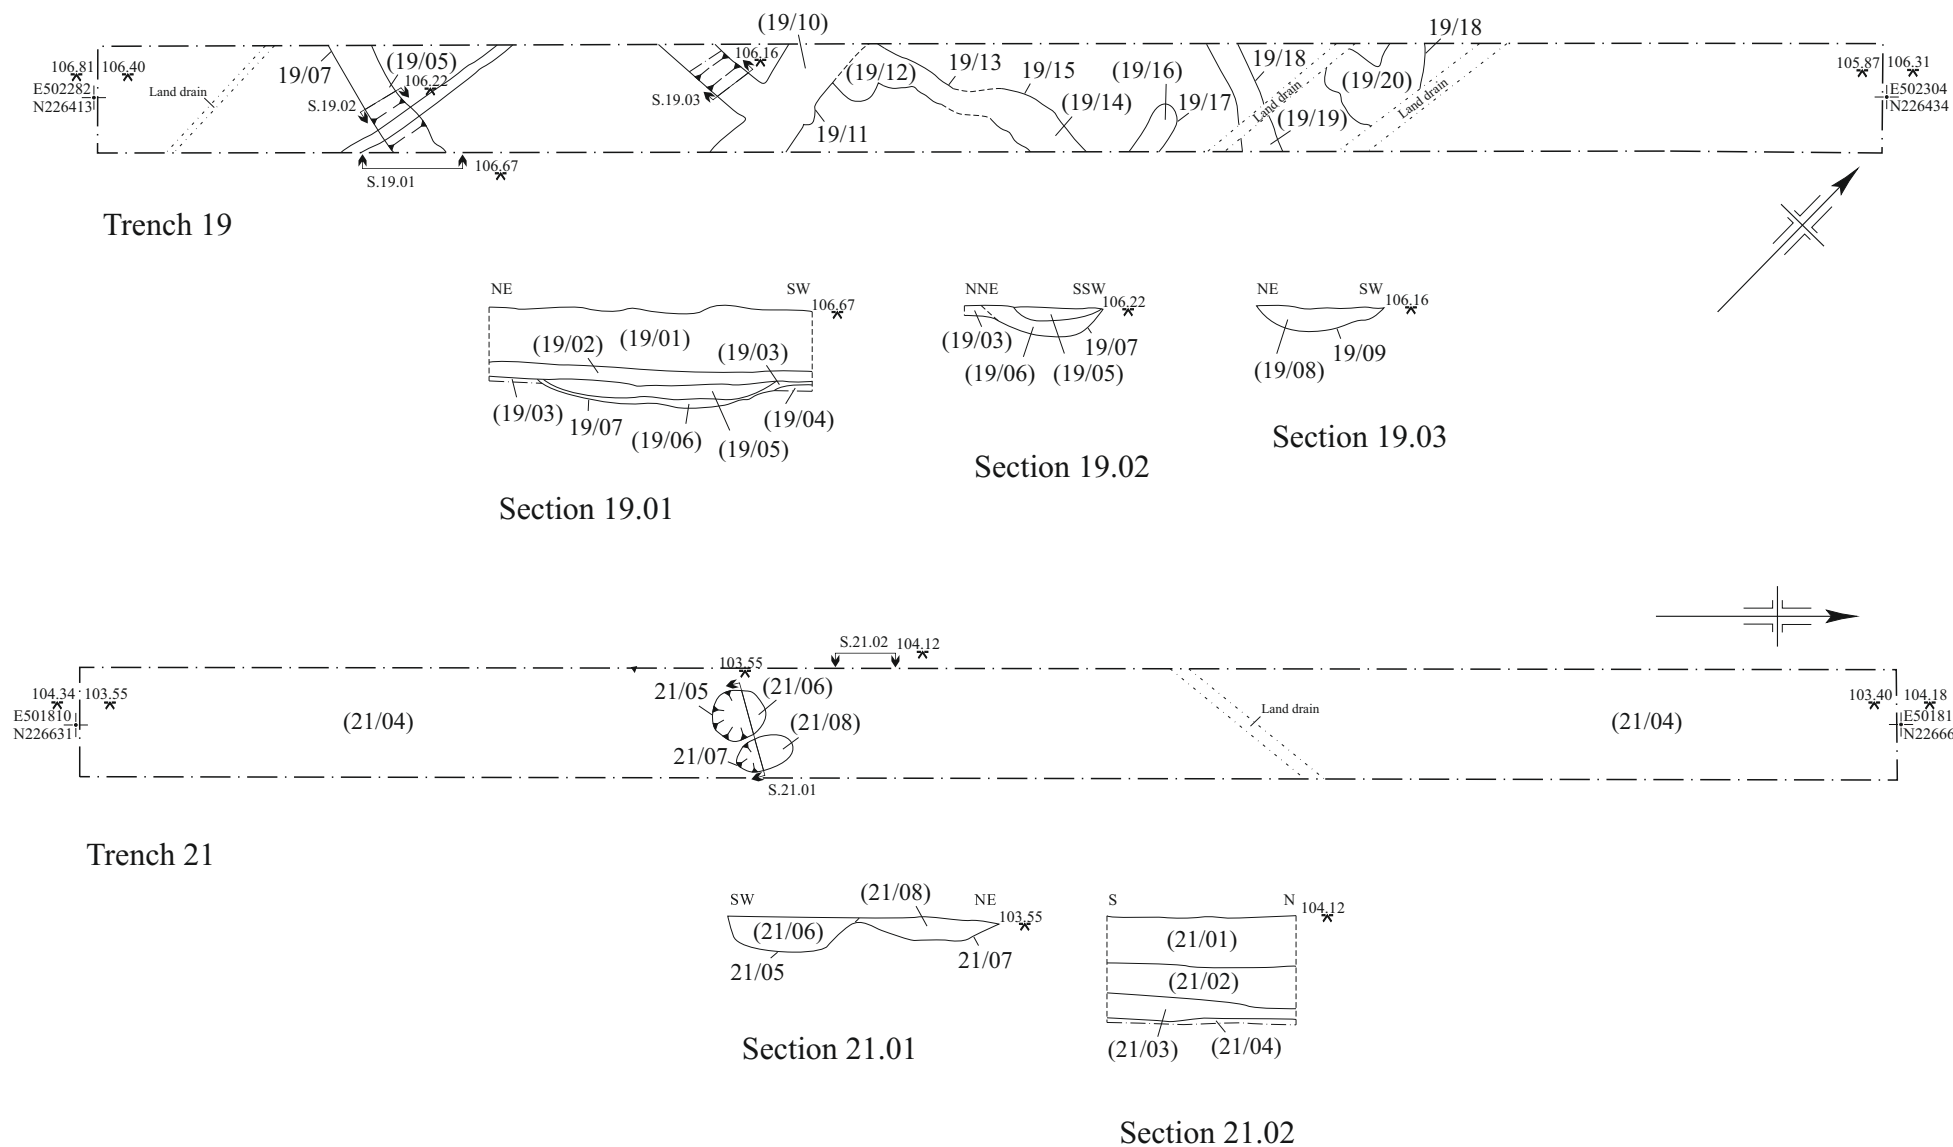 (19/10)
106.81 106.40
E502282
N226413
Land drain
19/07
(19/05)
106.22
S.19.02
S.19.01
106.67
106.16
S.19.03
19/11
(19/12)
19/13
19/15
(19/14)
(19/16)
19/17
19/18
Land drain
(19/19)
(19/20)
19/18
Land drain
105.87 106.31
E502304
N226434
Trench 19
NE SW
106.67
(19/01)
(19/02)
(19/03)
(19/03)
19/07
(19/06)
(19/05)
(19/04)
Section 19.01
NNE SSW
106.22
(19/03)
19/07
(19/06)
(19/05)
Section 19.02
NE SW
106.16
19/09
(19/08)
Section 19.03
S.21.02
104.12
103.55
104.34 103.55
E501810
N226631
(21/04)
21/05
(21/06)
(21/08)
21/07
S.21.01
Land drain
(21/04)
103.40 104.18
E50181
N22666
Trench 21
SW NE
(21/08)
103.55
(21/06)
21/05
21/07
Section 21.01
S N
104.12
(21/01)
(21/02)
(21/03)
(21/04)
Section 21.02